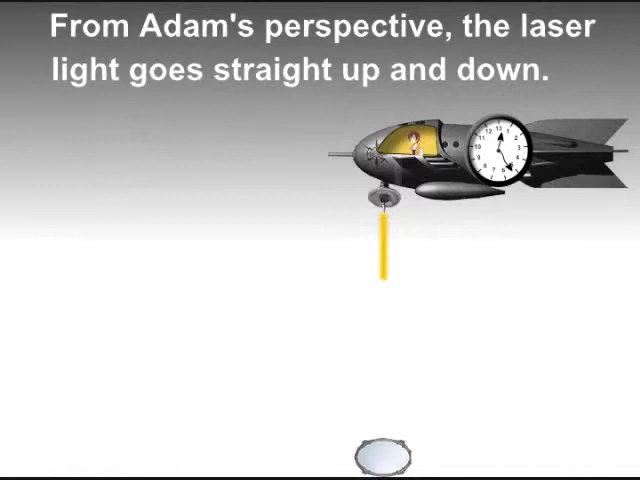 From Adam's perspective, the laser
light goes straight up and down.